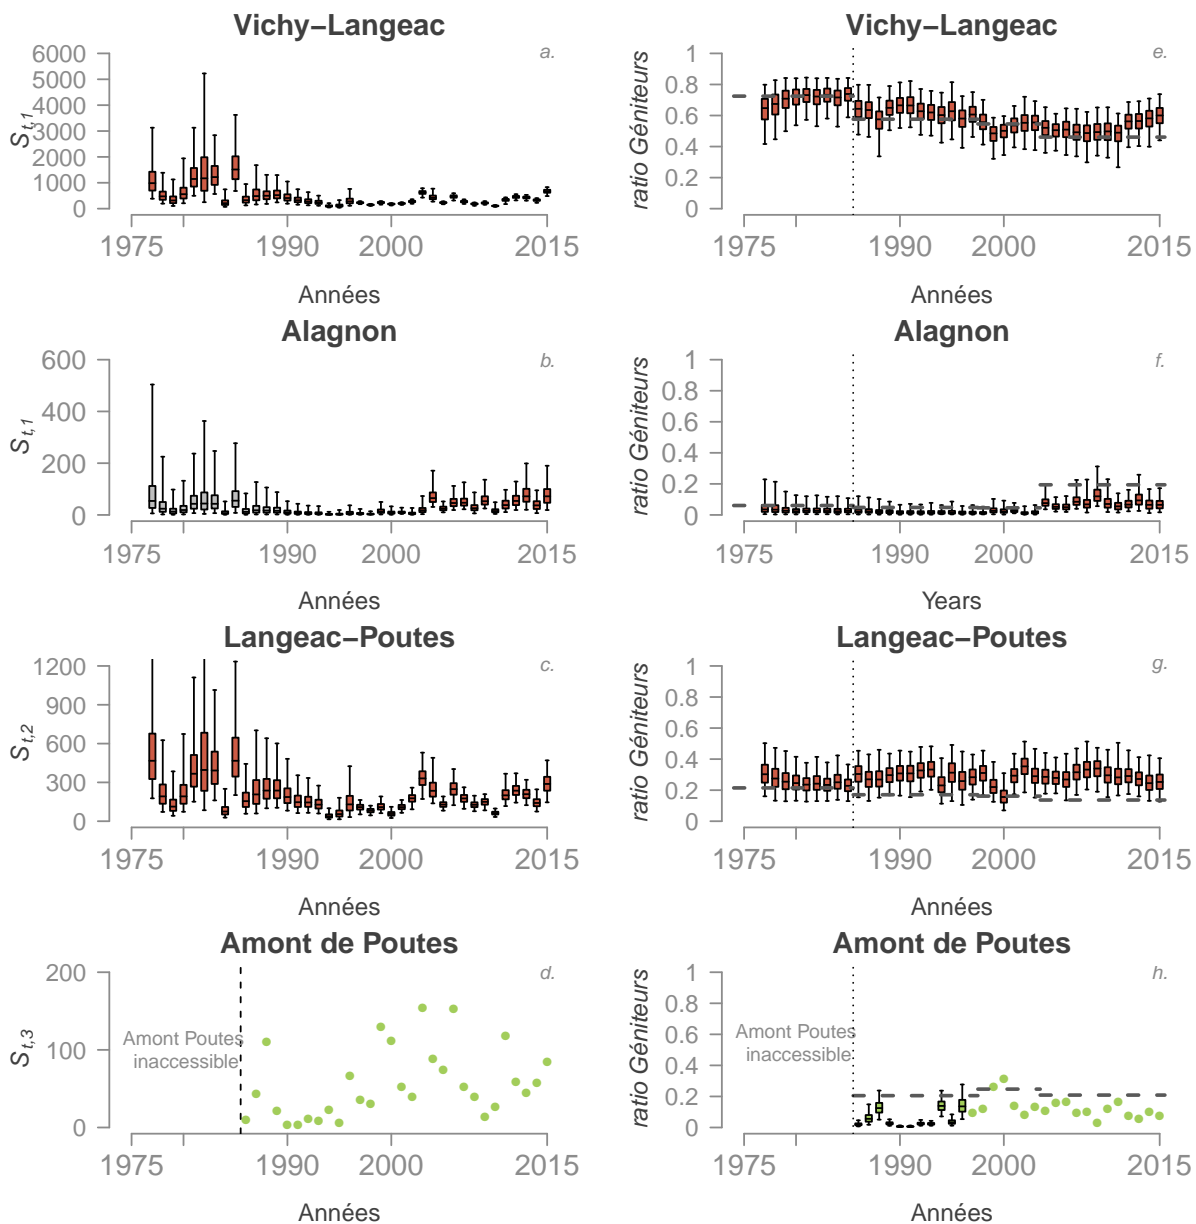 Vichy−Langeac
a.
6000
5000
4000
3000
2000
1000
0
St,1
1975
1990
2000
2015
Années
Vichy−Langeac
e.
1
0.8
0.6
0.4
0.2
0
ratio Géniteurs
1975
1990
2000
2015
Années
Alagnon
b.
600
400
200
0
St,1
1975
1990
2000
2015
Années
Alagnon
f.
1
0.8
0.6
0.4
0.2
0
ratio Géniteurs
1975
1990
2000
2015
Years
Langeac−Poutes
c.
1200
900
600
300
0
St,2
1975
1990
2000
2015
Années
Langeac−Poutes
g.
1
0.8
0.6
0.4
0.2
0
ratio Géniteurs
1975
1990
2000
2015
Années
Amont de Poutes
d.
200
100
0
St,3
Amont Poutes
inaccessible
1975
1990
2000
2015
Années
Amont de Poutes
h.
1
0.8
0.6
0.4
0.2
0
ratio Géniteurs
Amont Poutes
inaccessible
1975
1990
2000
2015
Années